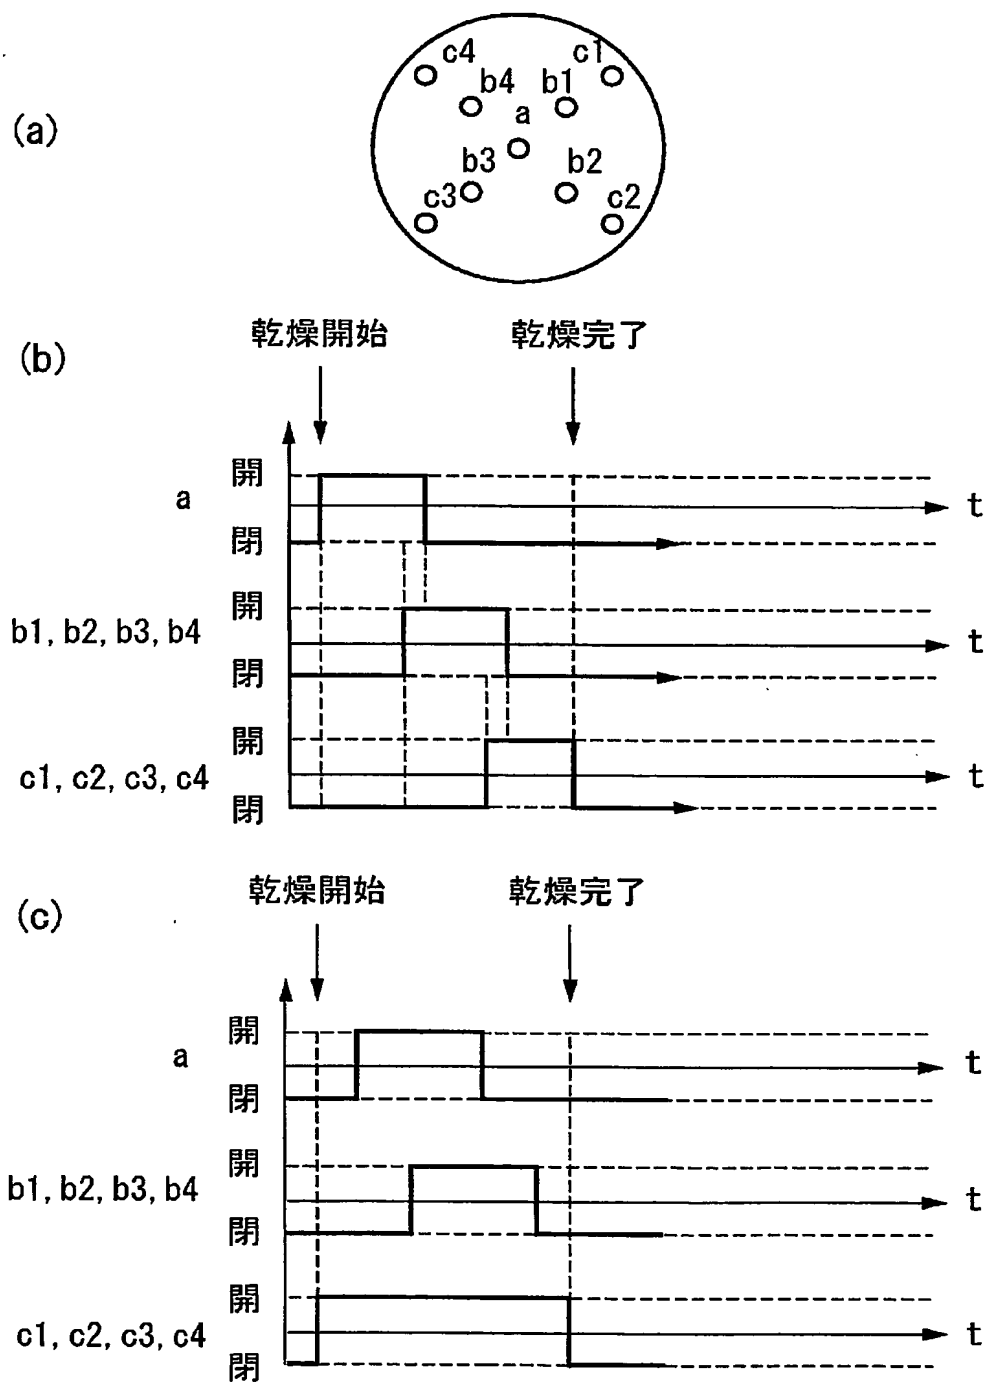 (a)
c4
c1
b4
b1
a
b3
b2
c3
c2
(b)
乾燥開始
乾燥完了
開
a
t
閉
開
b1, b2, b3, b4
t
閉
開
c1, c2, c3, c4
t
閉
(c)
乾燥開始
乾燥完了
開
a
t
閉
開
b1, b2, b3, b4
t
閉
開
c1, c2, c3, c4
t
閉